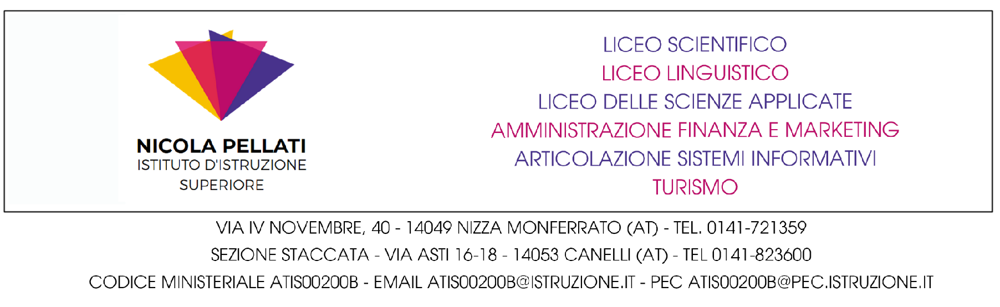 NICOLA PELLATI
ISTITUTO D'ISTRUZIONE
SUPERIORE
LICEO SCIENTIFICO
LICEO LINGUISTICO
LICEO DELLE SCIENZE APPLICATE
AMMINISTRAZIONE FINANZA E MARKETING
ARTICOLAZIONE SISTEMI INFORMATIVI
TURISMO
VIA IV NOVEMBRE, 40 - 14049 NIZZA MONFERRATO (AT) - TEL. 0141-721359
SEZIONE STACCATA - VIA ASTI 16-18 - 14053 CANELLI (AT) - TEL 0141-823600
CODICE MINISTERIALE ATIS00200B - EMAIL ATIS00200B@ISTRUZIONE.IT - PEC ATIS00200B@PEC.ISTRUZIONE.IT